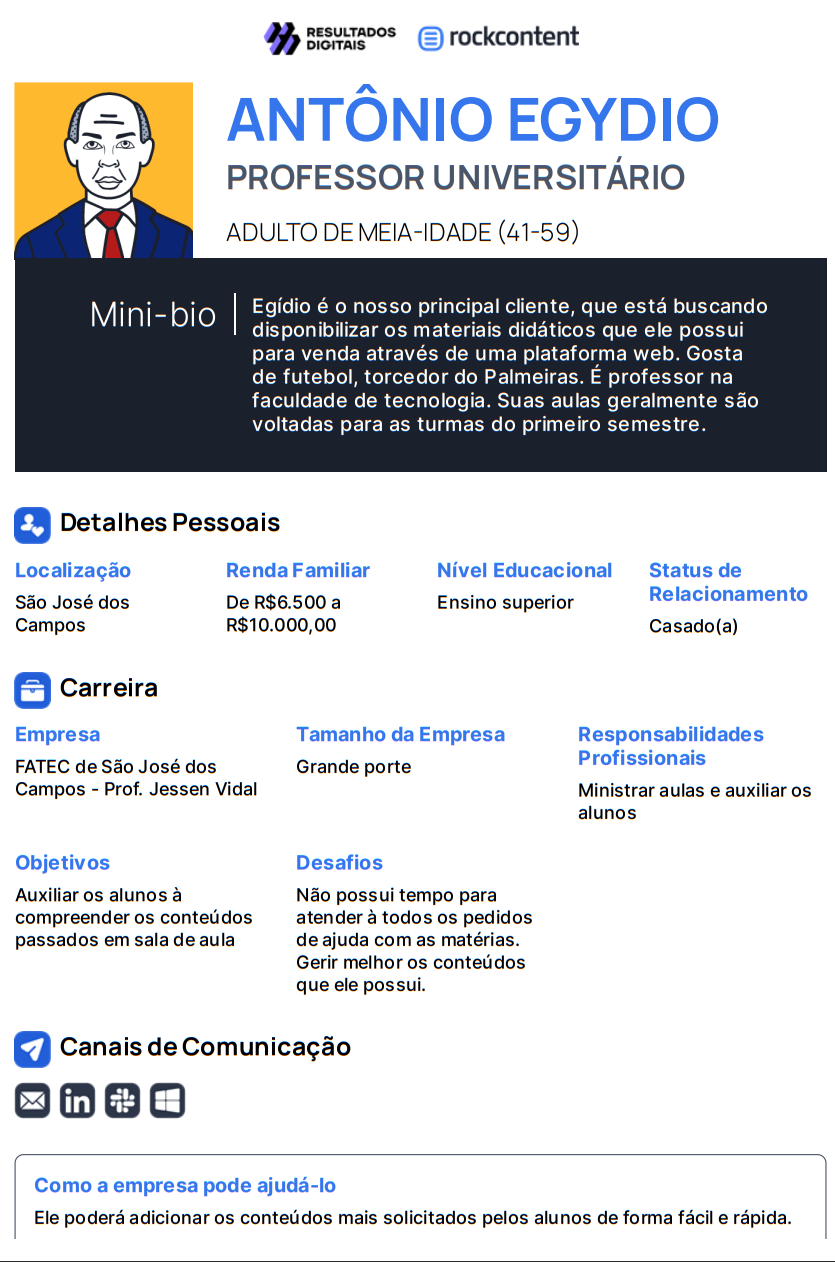 RESULTADOS
DIGITAIS
rockcontent
ANTÔNIO EGYDIO
PROFESSOR UNIVERSITÁRIO
ADULTO DE MEIA-IDADE (41-59)
Mini-bio
Egídio é o nosso principal cliente, que está buscando
disponibilizar os materiais didáticos que ele possui
para venda através de uma plataforma web. Gosta
de futebol, torcedor do Palmeiras. É professor na
faculdade de tecnologia. Suas aulas geralmente são
voltadas para as turmas do primeiro semestre.
Detalhes Pessoais
Localização
São José dos
Campos
Renda Familiar
De R$6.500 a
R$10.000,00
Nível Educacional
Ensino superior
Status de
Relacionamento
Casado(a)
Carreira
Empresa
FATEC de São José dos
Campos - Prof. Jessen Vidal
Tamanho da Empresa
Grande porte
Responsabilidades
Profissionais
Ministrar aulas e auxiliar os
alunos
Objetivos
Auxiliar os alunos à
compreender os conteúdos
passados em sala de aula
Desafios
Não possui tempo para
atender à todos os pedidos
de ajuda com as matérias.
Gerir melhor os conteúdos
que ele possui.
Canais de Comunicação
in
Como a empresa pode ajudá-lo
Ele poderá adicionar os conteúdos mais solicitados pelos alunos de forma fácil e rápida.